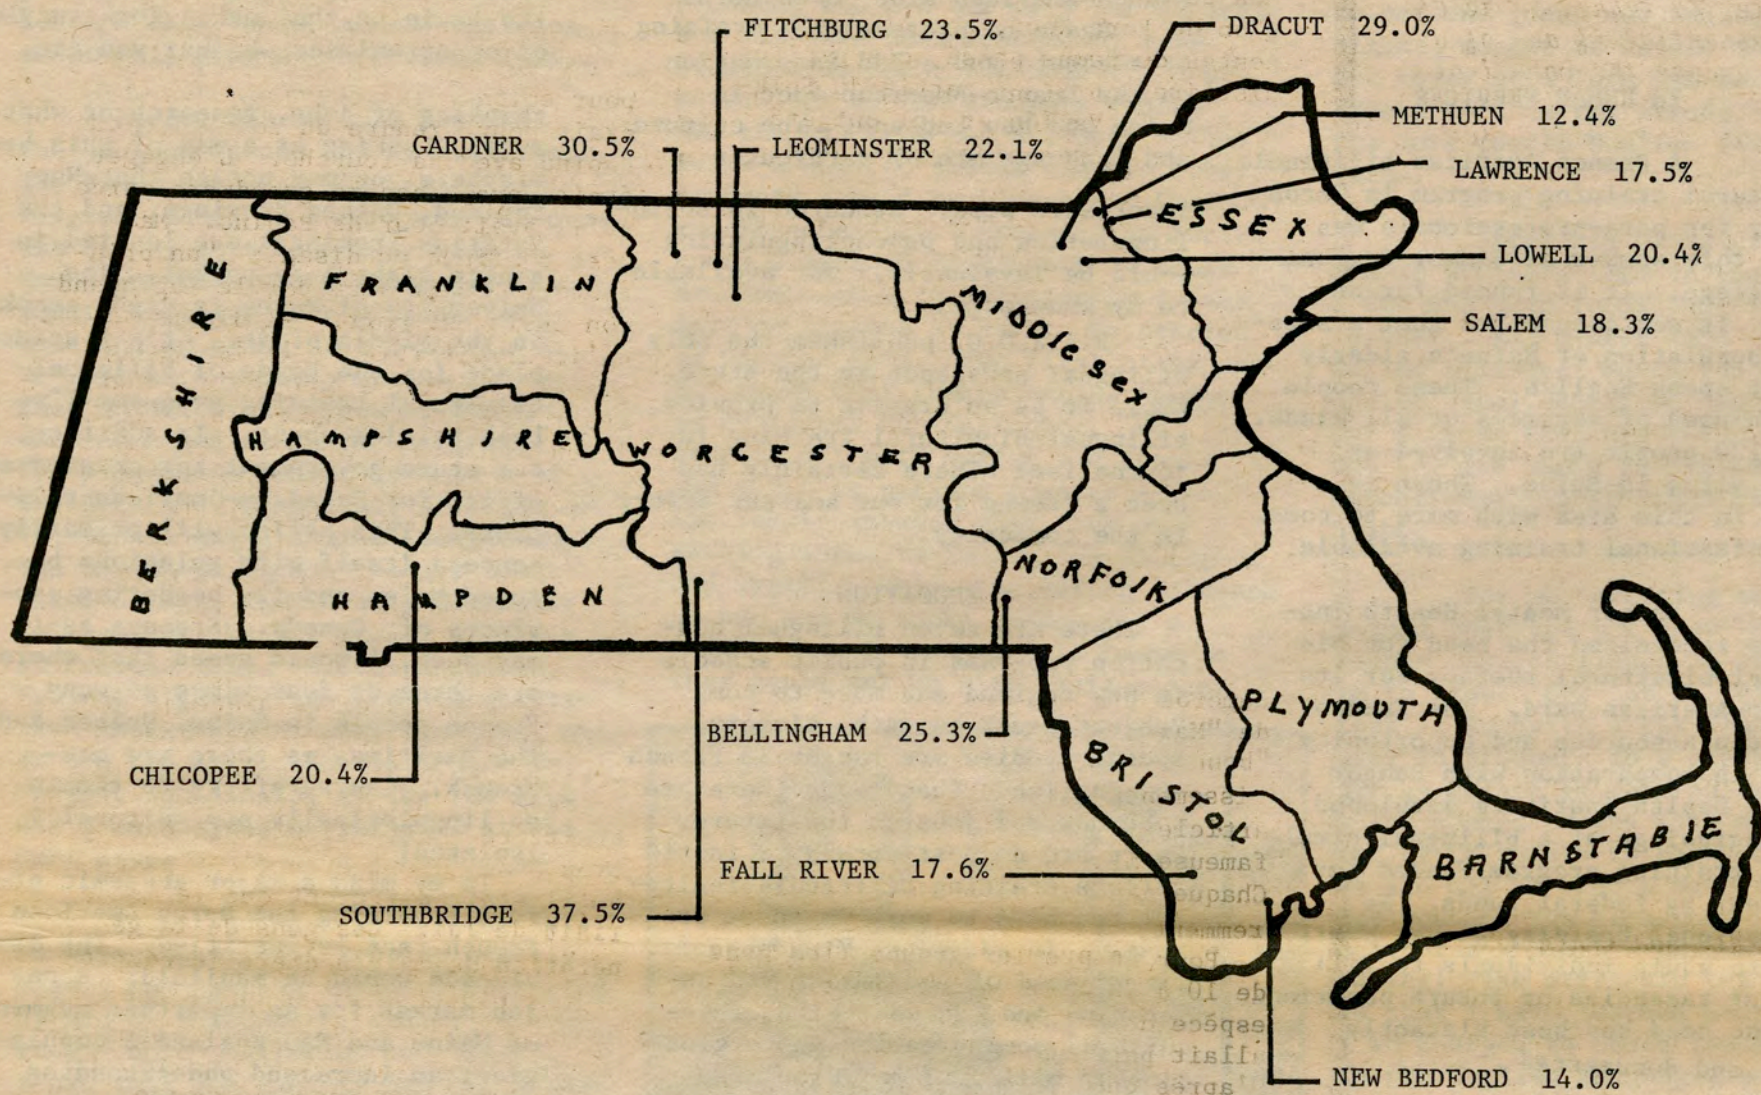 FITCHBURG 23.5%
DRACUT 29.0%
METHUEN 12.4%
GARDNER 30.5%
LEOMINSTER 22.1%
LAWRENCE 17.5%
ESSEX
LOWELL 20.4%
BERKSHIRE
FRANKLIN
MIDDlESEX
SALEM 18.3%
HAMPSHIRE
WORCESTER
NORFOlK
HAMPDEN
BELLINGHAM 25.3%
PLYMOUTH
CHICOPEE 20.4%
BRISTOL
BARNSTABlE
FALL RIVER 17.6%
SOUTHBRIDGE 37.5%
NEW BEDFORD 14.0%